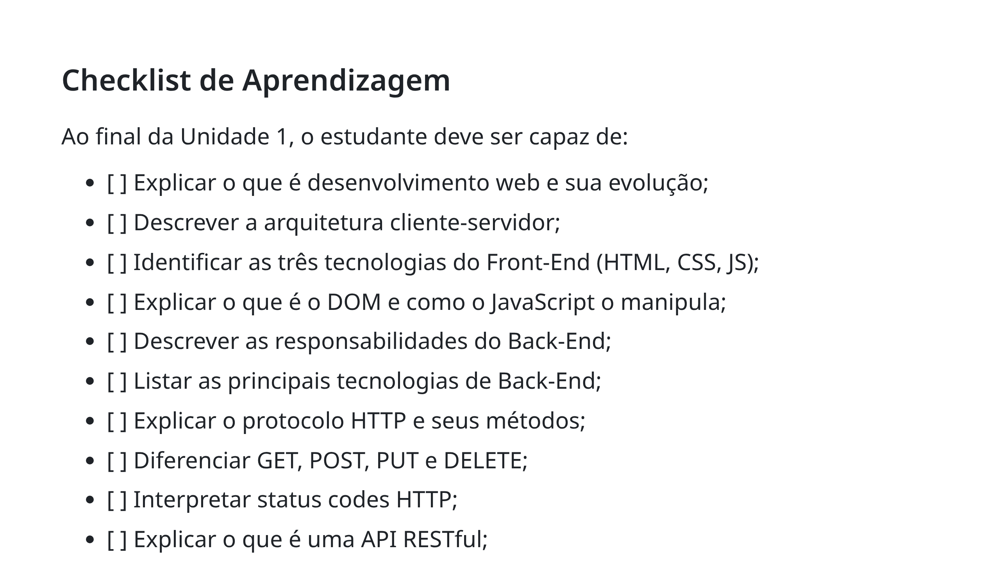 Checklist de Aprendizagem
Ao final da Unidade 1, o estudante deve ser capaz de:
• [ ] Explicar o que é desenvolvimento web e sua evolução;
• [ ] Descrever a arquitetura cliente-servidor;
• [ ] Identificar as três tecnologias do Front-End (HTML, CSS, JS);
• [ ] Explicar o que é o DOM e como o JavaScript o manipula;
• [ ] Descrever as responsabilidades do Back-End;
• [ ] Listar as principais tecnologias de Back-End;
• [ ] Explicar o protocolo HTTP e seus métodos;
• [ ] Diferenciar GET, POST, PUT e DELETE;
• [ ] Interpretar status codes HTTP;
• [ ] Explicar o que é uma API RESTful;